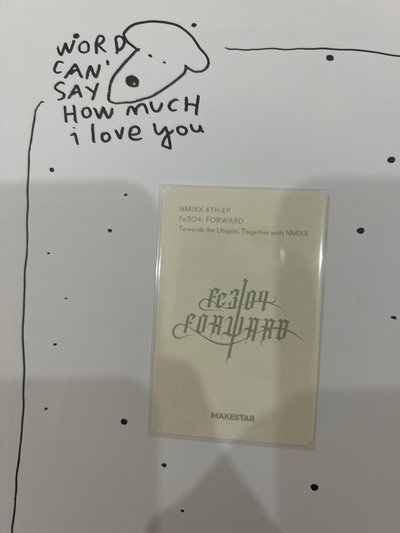 WORD
CAN'
SAY
HOW MUCH
i love you
NMIXX 4TH EP
Fe3O4: FORWARD
Towards the Utopia, Together with NMIXX
Fe3O4
FORWARD
MAKESTAR